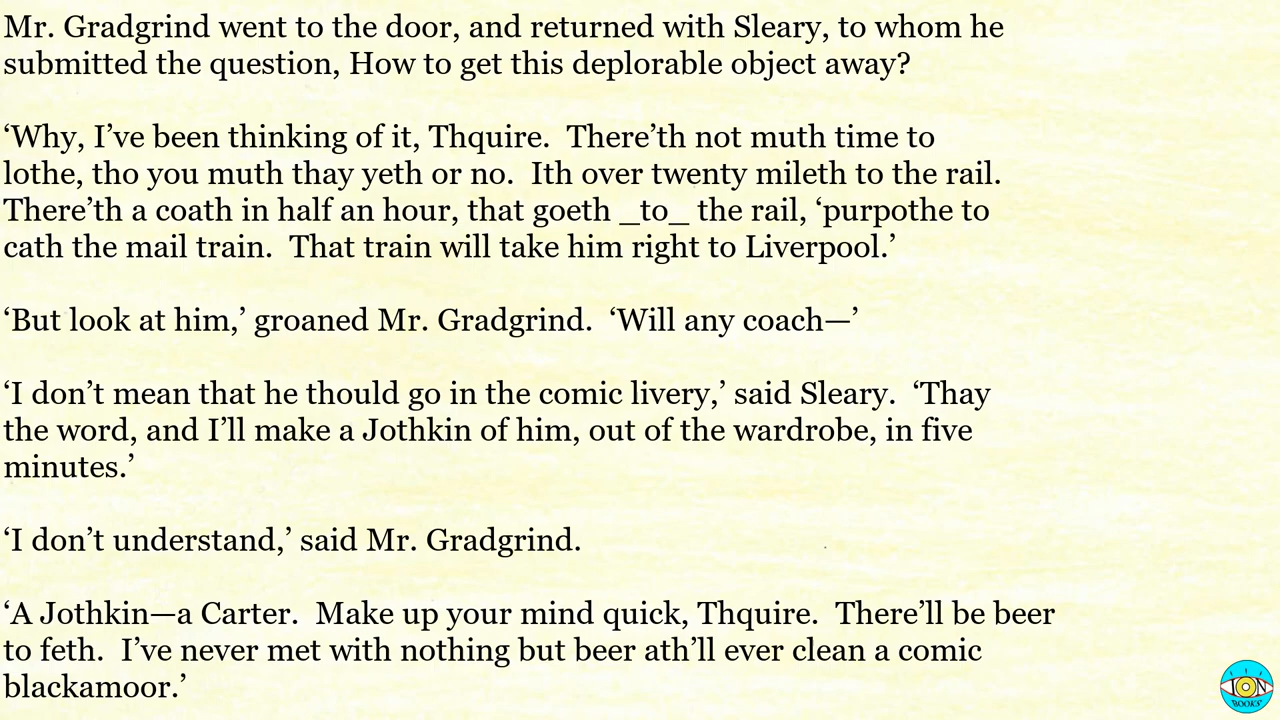 Mr. Gradgrind went to the door, and returned with Sleary, to whom he
submitted the question, How to get this deplorable object away?
‘Why, I’ve been thinking of it, Thquire.  There’th not muth time to
lothe, tho you muth thay yeth or no.  Ith over twenty mileth to the rail.
There’th a coath in half an hour, that goeth _to_ the rail, ‘purpothe to
cath the mail train.  That train will take him right to Liverpool.’
‘But look at him,’ groaned Mr. Gradgrind.  ‘Will any coach—’
‘I don’t mean that he thould go in the comic livery,’ said Sleary.  ‘Thay
the word, and I’ll make a Jothkin of him, out of the wardrobe, in five
minutes.’
‘I don’t understand,’ said Mr. Gradgrind.
‘A Jothkin—a Carter.  Make up your mind quick, Thquire.  There’ll be beer
to feth.  I’ve never met with nothing but beer ath’ll ever clean a comic
blackamoor.’
ION
BOOKS